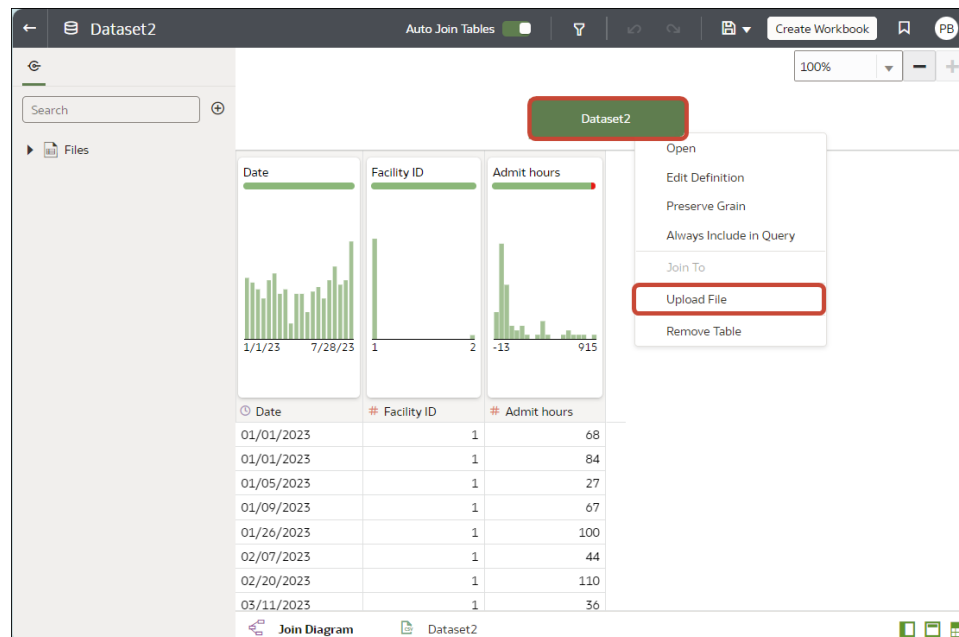 Dataset2
Auto Join Tables
Create Workbook
PB
100%
Search
Files
Dataset2
Open
Edit Definition
Preserve Grain
Always Include in Query
Join To
Upload File
Remove Table
Date Facility ID Admit hours
1/1/23 7/28/23 1 2 -13 915
Date # Facility ID # Admit hours
01/01/2023 1 68
01/01/2023 1 84
01/05/2023 1 27
01/09/2023 1 67
01/26/2023 1 100
02/07/2023 1 44
02/20/2023 1 110
03/11/2023 1 36
Join Diagram Dataset2